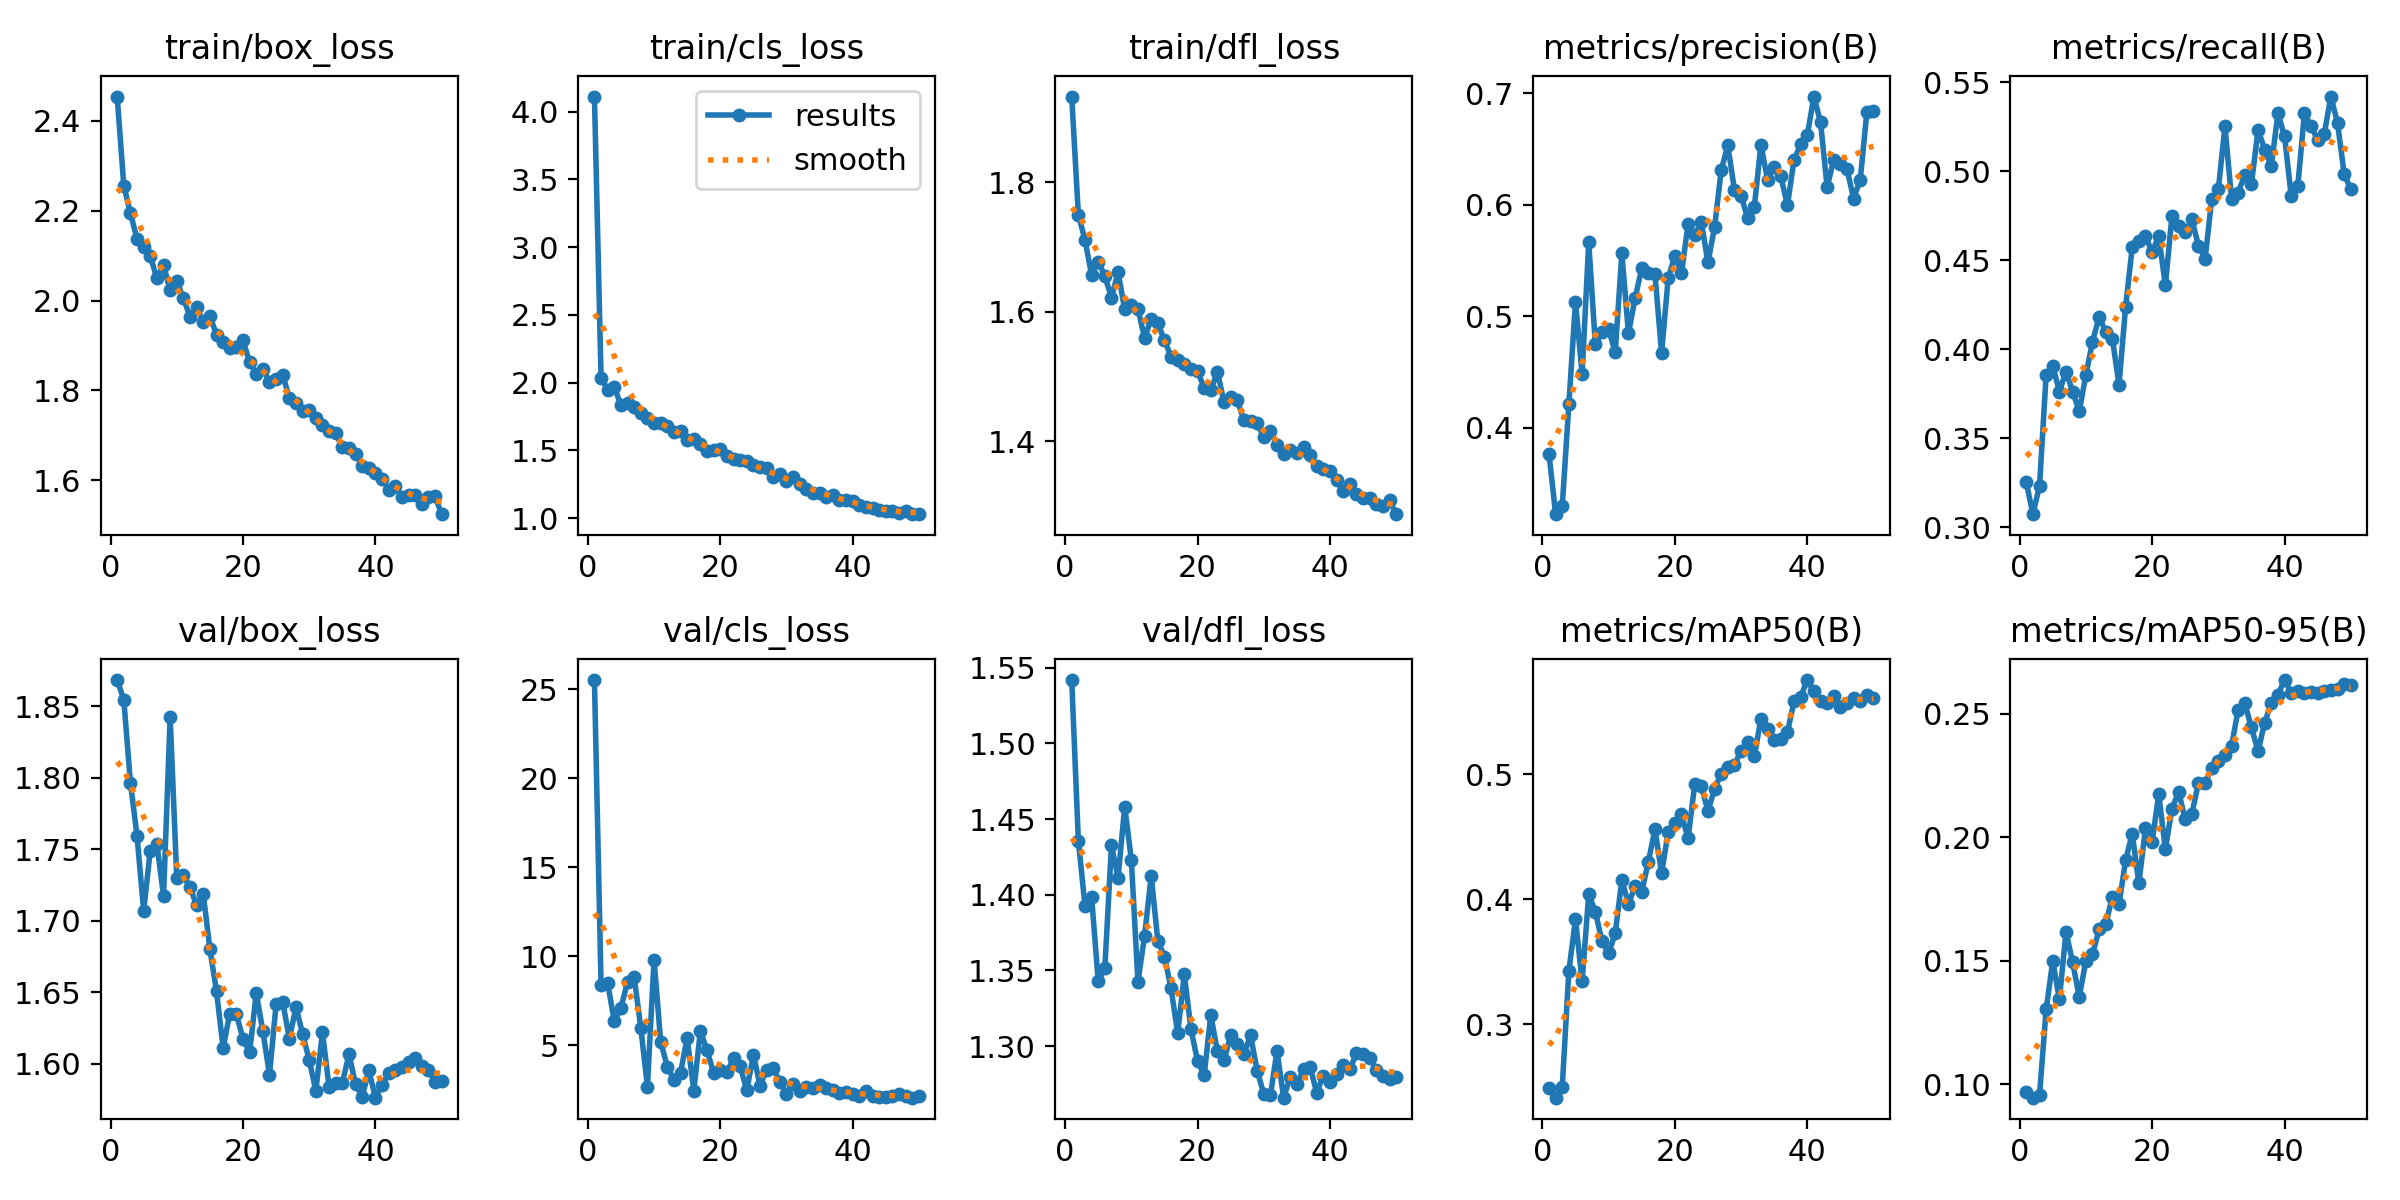 train/box_loss
2.4
2.2
2.0
1.8
1.6
0 20 40
train/cls_loss
results
smooth
4.0
3.5
3.0
2.5
2.0
1.5
1.0
0 20 40
train/dfl_loss
1.8
1.6
1.4
0 20 40
metrics/precision(B)
0.7
0.6
0.5
0.4
0 20 40
metrics/recall(B)
0.55
0.50
0.45
0.40
0.35
0.30
0 20 40
val/box_loss
1.85
1.80
1.75
1.70
1.65
1.60
0 20 40
val/cls_loss
25
20
15
10
5
0 20 40
val/dfl_loss
1.55
1.50
1.45
1.40
1.35
1.30
0 20 40
metrics/mAP50(B)
0.5
0.4
0.3
0 20 40
metrics/mAP50-95(B)
0.25
0.20
0.15
0.10
0 20 40